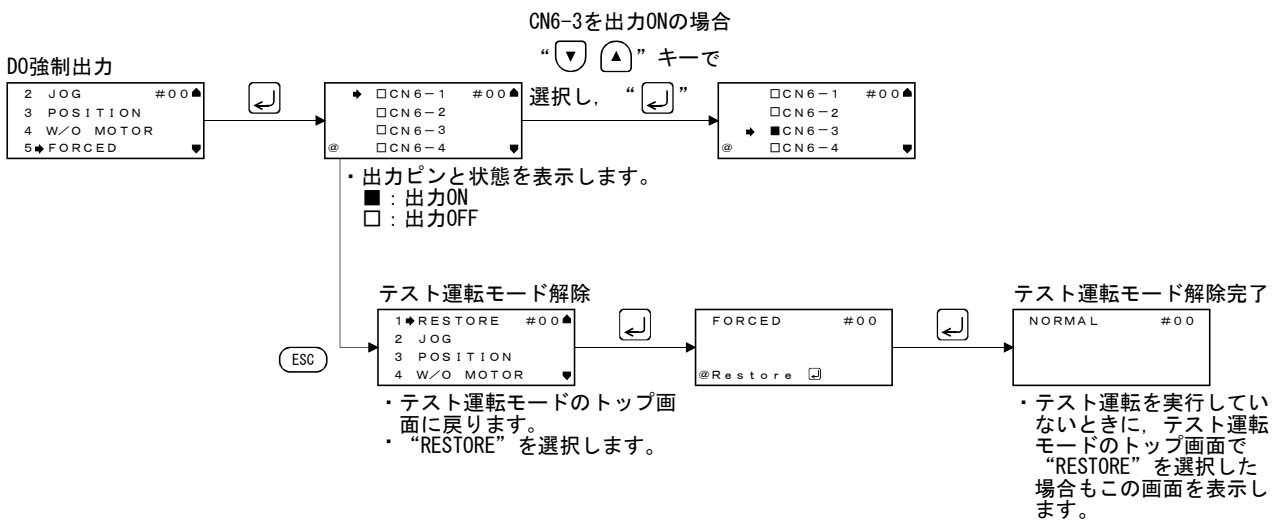 CN6-3を出力ONの場合
“▼ ▲”キーで
選択し，“↵”
DO強制出力
2 JOG #00▲
3 POSITION
4 W/O MOTOR
5➡FORCED ▼
↵
➡ □CN6－1 #00▲
□CN6－2
□CN6－3
@ □CN6－4 ▼
□CN6－1 #00▲
□CN6－2
➡ ■CN6－3
@ □CN6－4 ▼
・出力ピンと状態を表示します。
■：出力ON
□：出力OFF
ESC
テスト運転モード解除
1➡RESTORE #00▲
2 JOG
3 POSITION
4 W/O MOTOR ▼
・テスト運転モードのトップ画
面に戻ります。
・“RESTORE”を選択します。
↵
FORCED #00
@Restore ↵
↵
テスト運転モード解除完了
NORMAL #00
・テスト運転を実行してい
ないときに，テスト運転
モードのトップ画面で
“RESTORE”を選択した
場合もこの画面を表示し
ます。